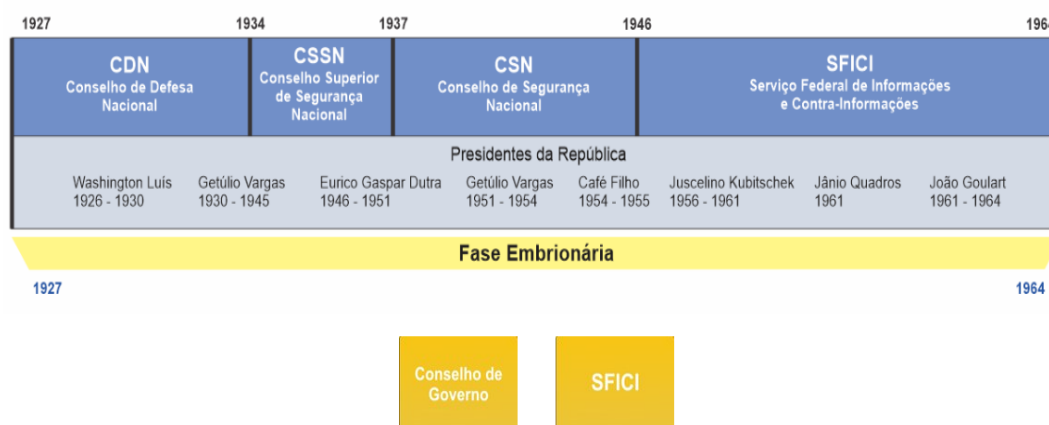 1927 1934 1937 1946 1964
CDN
Conselho de Defesa
Nacional
CSSN
Conselho Superior
de Segurança
Nacional
CSN
Conselho de Segurança
Nacional
SFICI
Serviço Federal de Informações
e Contra-Informações
Presidentes da República
Washington Luís
1926 - 1930
Getúlio Vargas
1930 - 1945
Eurico Gaspar Dutra
1946 - 1951
Getúlio Vargas
1951 - 1954
Café Filho
1954 - 1955
Juscelino Kubitschek
1956 - 1961
Jânio Quadros
1961
João Goulart
1961 - 1964
Fase Embrionária
1927 1964
Conselho de
Governo
SFICI